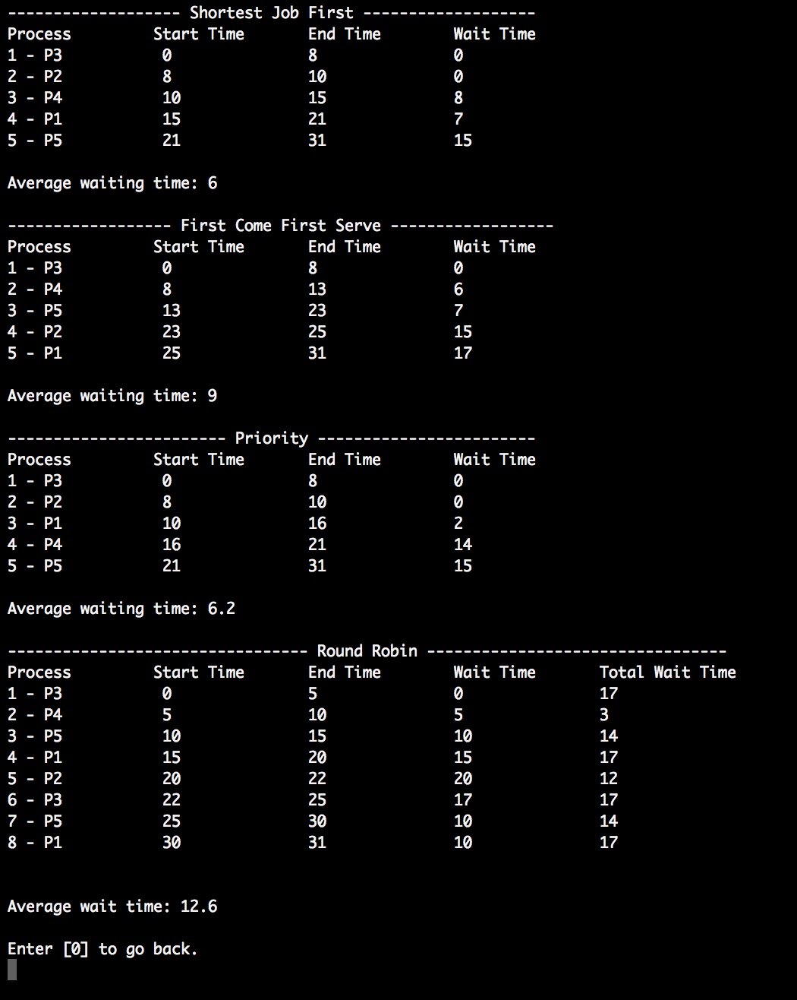 ------------------- Shortest Job First -------------------
Process Start Time End Time Wait Time
1 - P3 0 8 0
2 - P2 8 10 0
3 - P4 10 15 8
4 - P1 15 21 7
5 - P5 21 31 15
Average waiting time: 6
------------------ First Come First Serve ------------------
Process Start Time End Time Wait Time
1 - P3 0 8 0
2 - P4 8 13 6
3 - P5 13 23 7
4 - P2 23 25 15
5 - P1 25 31 17
Average waiting time: 9
------------------------ Priority ------------------------
Process Start Time End Time Wait Time
1 - P3 0 8 0
2 - P2 8 10 0
3 - P1 10 16 2
4 - P4 16 21 14
5 - P5 21 31 15
Average waiting time: 6.2
--------------------------------- Round Robin ---------------------------------
Process Start Time End Time Wait Time Total Wait Time
1 - P3 0 5 0 17
2 - P4 5 10 5 3
3 - P5 10 15 10 14
4 - P1 15 20 15 17
5 - P2 20 22 20 12
6 - P3 22 25 17 17
7 - P5 25 30 10 14
8 - P1 30 31 10 17
Average wait time: 12.6
Enter [0] to go back.